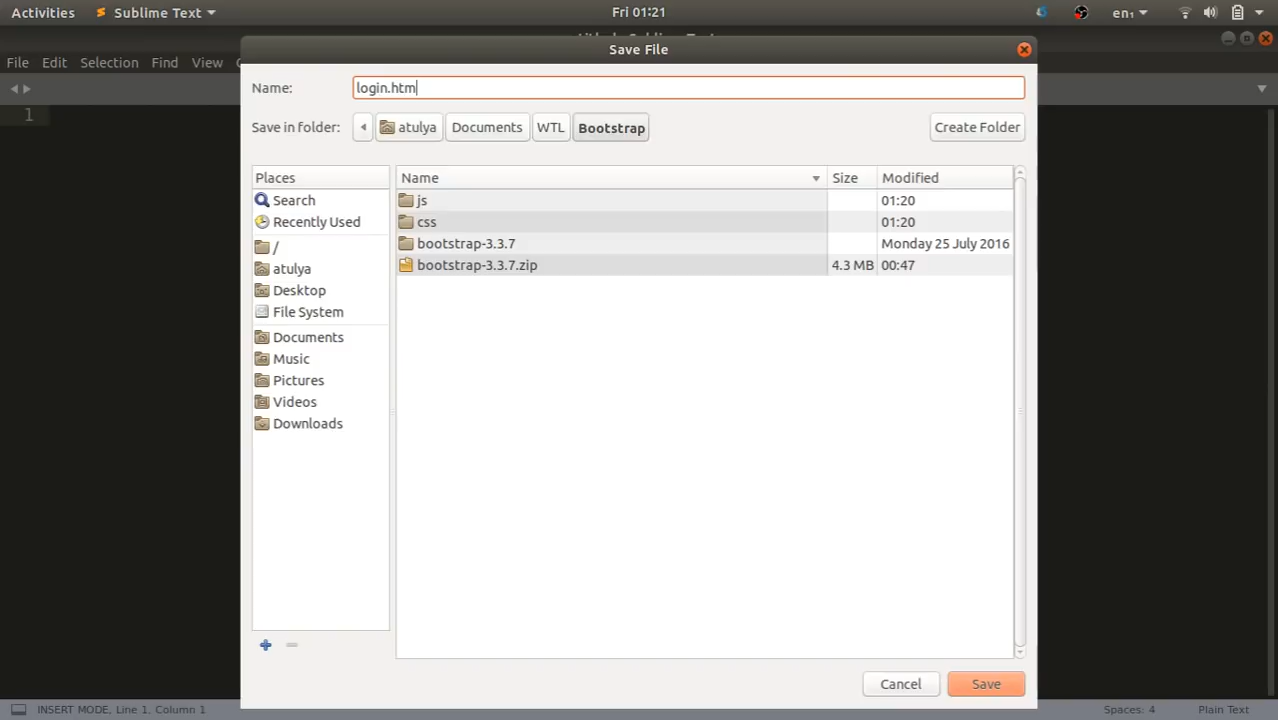 Activities Sublime Text Fri 01:21 en₁
Save File
File Edit Selection Find View
Name: login.htm
Save in folder: atulya Documents WTL Bootstrap Create Folder
1
Places Name Size Modified
Search js 01:20
Recently Used css 01:20
/ bootstrap-3.3.7 Monday 25 July 2016
atulya bootstrap-3.3.7.zip 4.3 MB 00:47
Desktop
File System
Documents
Music
Pictures
Videos
Downloads
Cancel Save
INSERT MODE, Line 1, Column 1 Spaces: 4 Plain Text